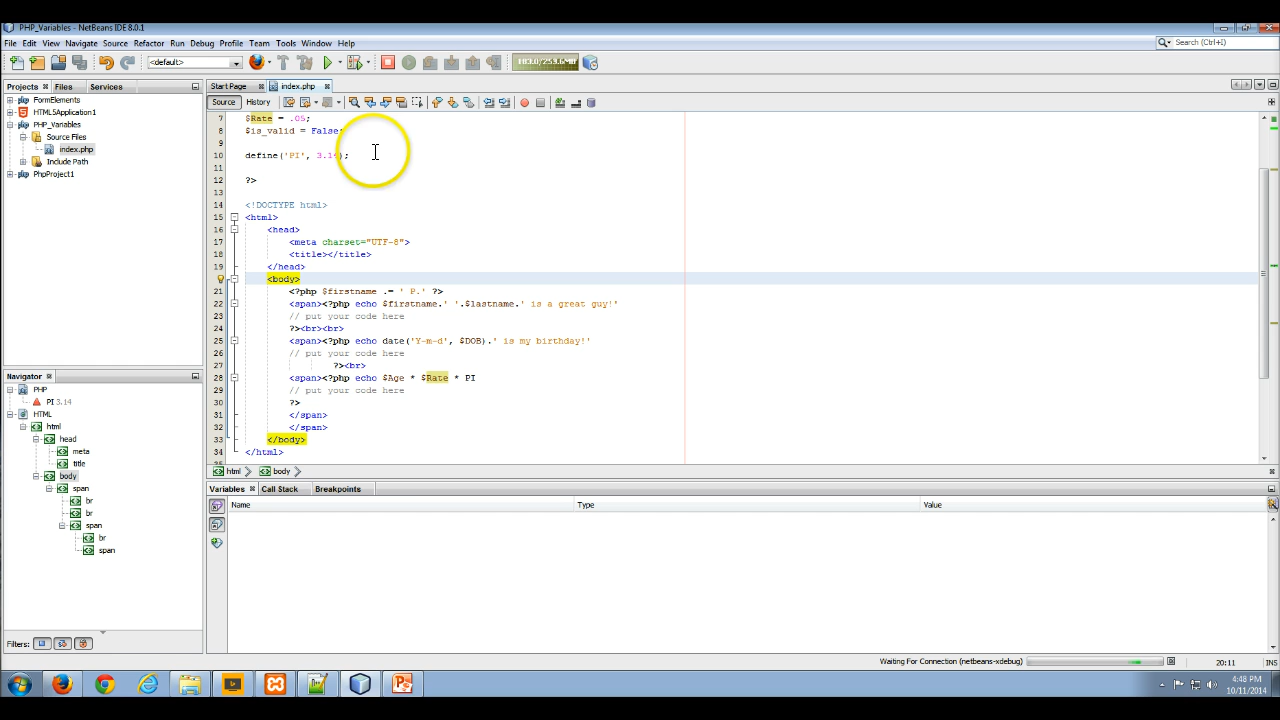 PHP_Variables - NetBeans IDE 8.0.1
File Edit View Navigate Source Refactor Run Debug Profile Team Tools Window Help
Search (Ctrl+I)
<default>
Projects Files Services
FormElements
HTML5Application1
PHP_Variables
Source Files
index.php
Include Path
PhpProject1
Start Page index.php
Source History
7 $Rate = .05;
8 $is_valid = False;
9
10 define('PI', 3.14);
11
12 ?>
13
14 <!DOCTYPE html>
15 <html>
16 <head>
17 <meta charset="UTF-8">
18 <title></title>
19 </head>
<body>
21 <?php $firstname .= ' P.' ?>
22 <span><?php echo $firstname.' '.$lastname.' is a great guy!'
23 // put your code here
24 ?><br><br>
25 <span><?php echo date('Y-m-d', $DOB).' is my birthday!'
26 // put your code here
27 ?><br>
28 <span><?php echo $Age * $Rate * PI
29 // put your code here
30 ?>
31 </span>
32 </span>
33 </body>
34 </html>
html body
Navigator
PHP
PI 3.14
HTML
html
head
meta
title
body
span
br
br
span
br
span
Filters:
Variables Call Stack Breakpoints
Name Type Value
Waiting For Connection (netbeans-xdebug)
20:11 INS
4:48 PM
10/11/2014